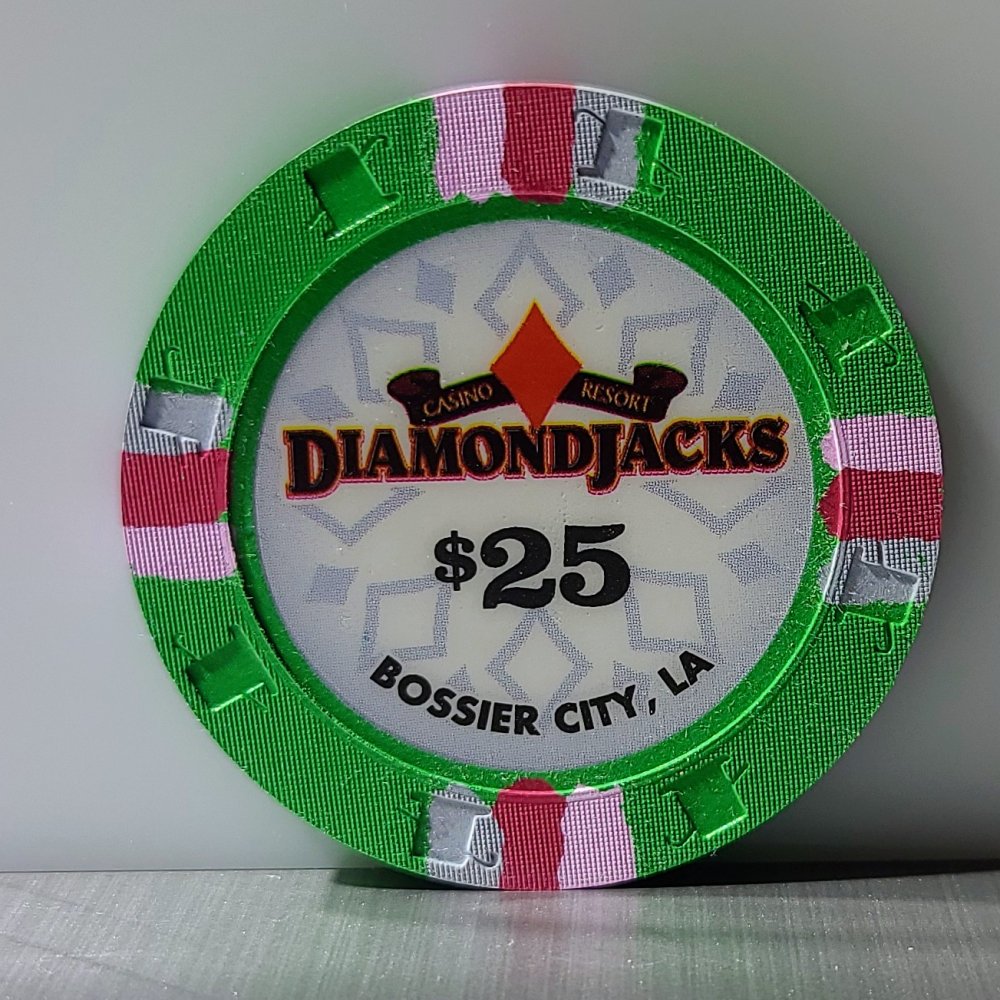 CASINO RESORT
DIAMONDJACKS
$25
BOSSIER CITY, LA